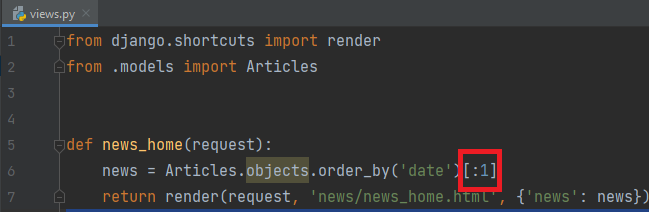 views.py
1 from django.shortcuts import render
2 from .models import Articles
3
4
5 def news_home(request):
6 news = Articles.objects.order_by('date')[:1]
7 return render(request, 'news/news_home.html', {'news': news})